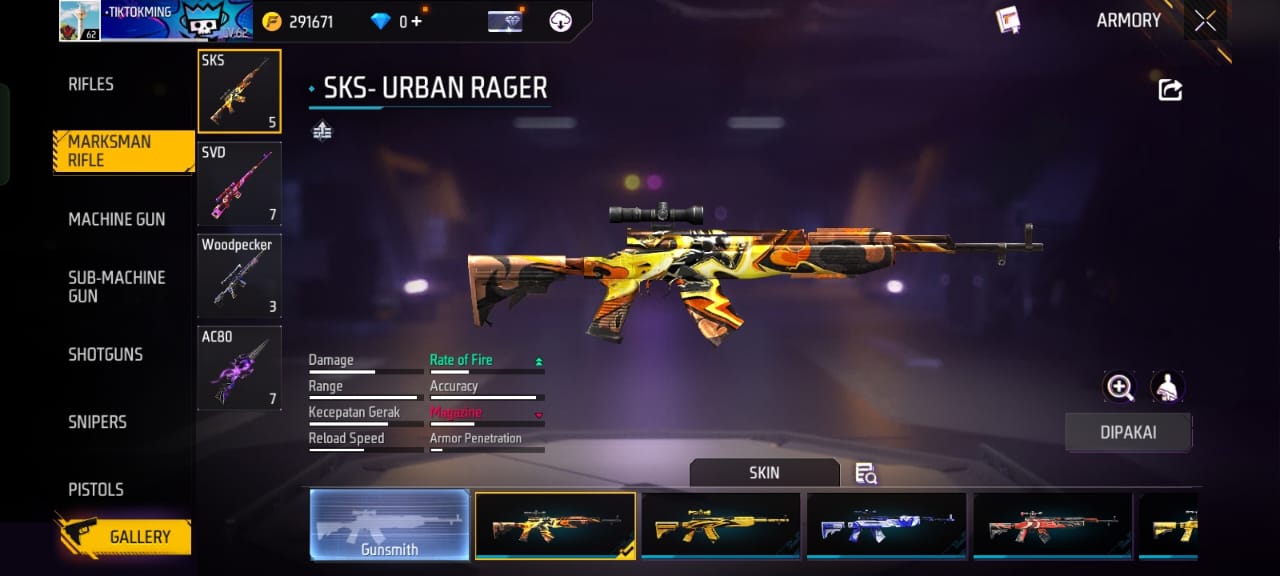 •TIKTOKMING
62
LV.62
291671
0 +
ARMORY
RIFLES
MARKSMAN
RIFLE
MACHINE GUN
SUB-MACHINE
GUN
SHOTGUNS
SNIPERS
PISTOLS
GALLERY
SKS
5
SVD
7
Woodpecker
3
AC80
7
SKS- URBAN RAGER
Damage
Rate of Fire
Range
Accuracy
Kecepatan Gerak
Magazine
Reload Speed
Armor Penetration
DIPAKAI
SKIN
Gunsmith